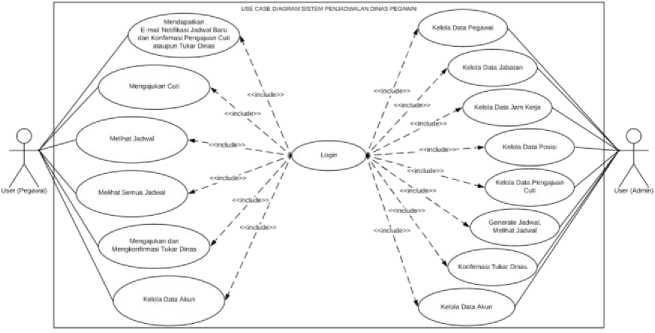 USE CASE DIAGRAM SISTEM PENJADWALAN DINAS PEGAWAI
Mendapatkan
E-mail Notifikasi Jadwal Baru
dan Konfirmasi Pengajuan Cuti
ataupun Tukar Dinas
Mengajukan Cuti
Melihat Jadwal
Melihat Semua Jadwal
Mengajukan dan
Mengkonfirmasi Tukar Dinas
Kelola Data Akun
User (Pegawai)
<<include>>
<<include>>
<<include>>
<<include>>
<<include>>
<<include>>
Login
<<include>>
<<include>>
<<include>>
<<include>>
<<include>>
<<include>>
<<include>>
<<include>>
Kelola Data Pegawai
Kelola Data Jabatan
Kelola Data Jam Kerja
Kelola Data Posisi
Kelola Data Pengajuan
Cuti
Generate Jadwal,
Melihat Jadwal
Konfirmasi Tukar Dinas
Kelola Data Akun
User (Admin)